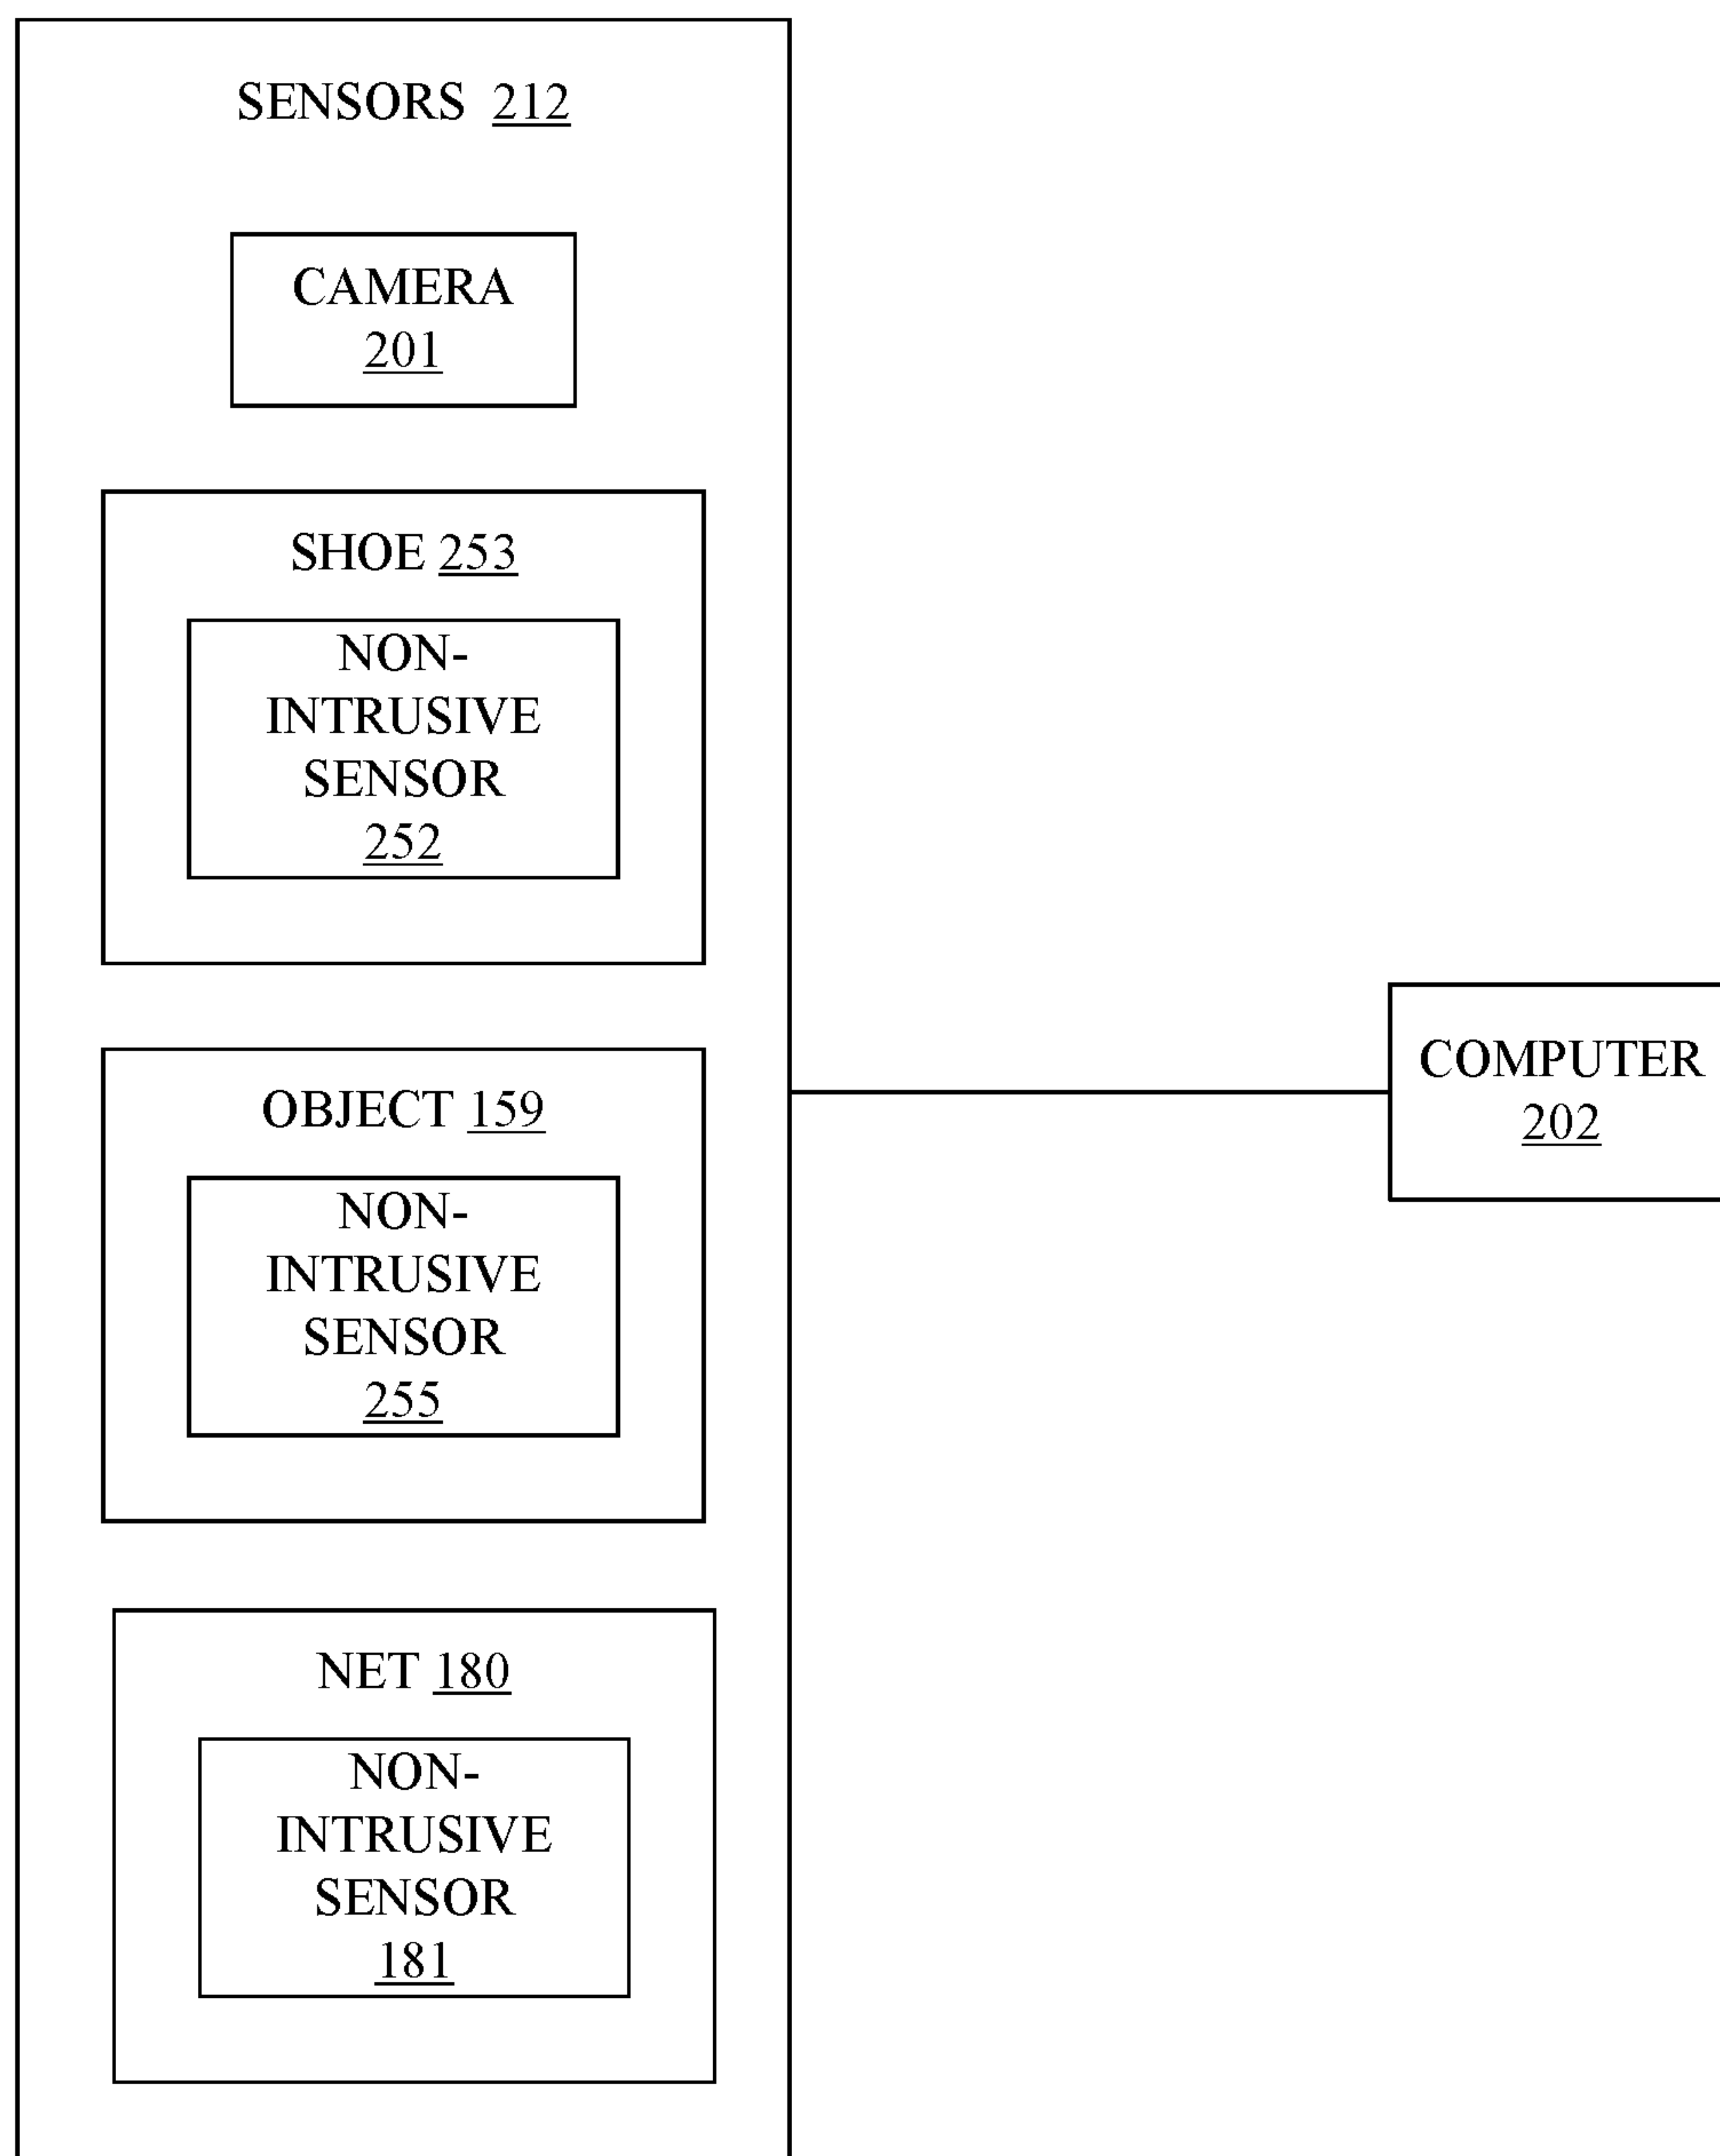 SENSORS 212
CAMERA
201
SHOE 253
NON-
INTRUSIVE
SENSOR
252
OBJECT 159
NON-
INTRUSIVE
SENSOR
255
NET 180
NON-
INTRUSIVE
SENSOR
181
COMPUTER
202